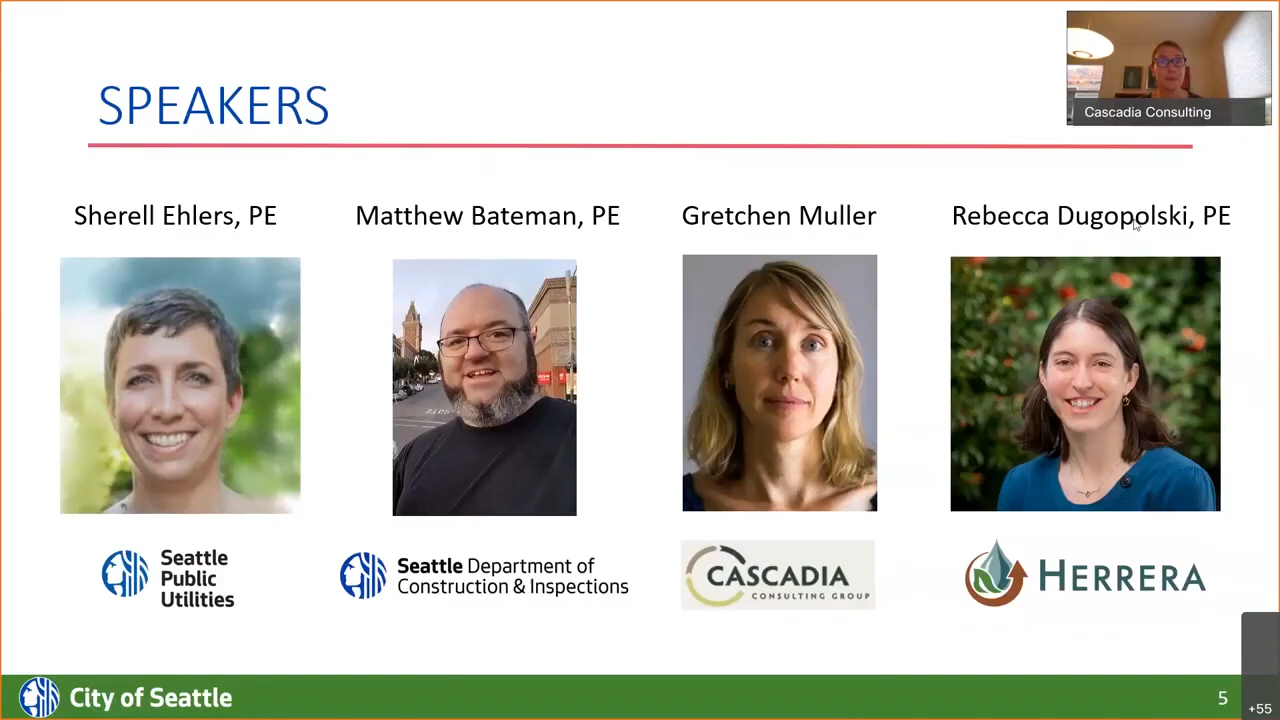 SPEAKERS
Cascadia Consulting
Sherell Ehlers, PE
Matthew Bateman, PE
Gretchen Muller
Rebecca Dugopolski, PE
Seattle
Public
Utilities
Seattle Department of
Construction & Inspections
CASCADIA
CONSULTING GROUP
HERRERA
City of Seattle
5
+55